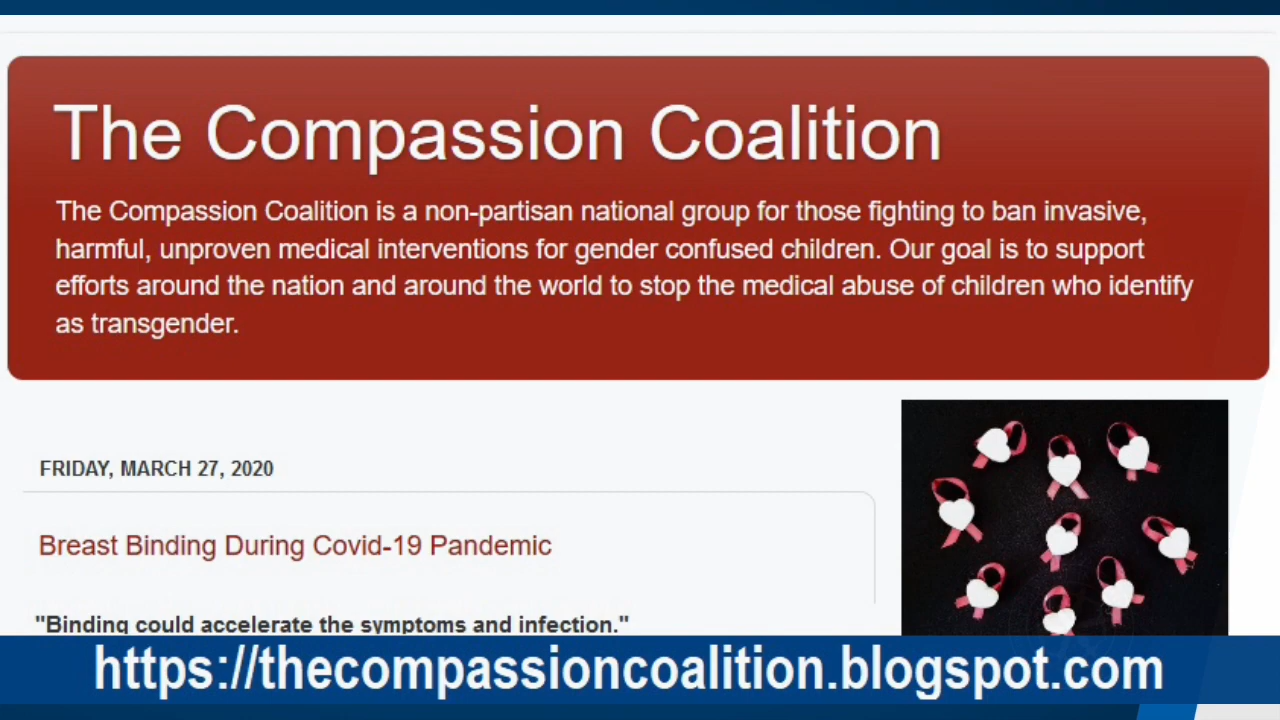 The Compassion Coalition
The Compassion Coalition is a non-partisan national group for those fighting to ban invasive,
harmful, unproven medical interventions for gender confused children. Our goal is to support
efforts around the nation and around the world to stop the medical abuse of children who identify
as transgender.
FRIDAY, MARCH 27, 2020
Breast Binding During Covid-19 Pandemic
"Binding could accelerate the symptoms and infection."
https://thecompassioncoalition.blogspot.com